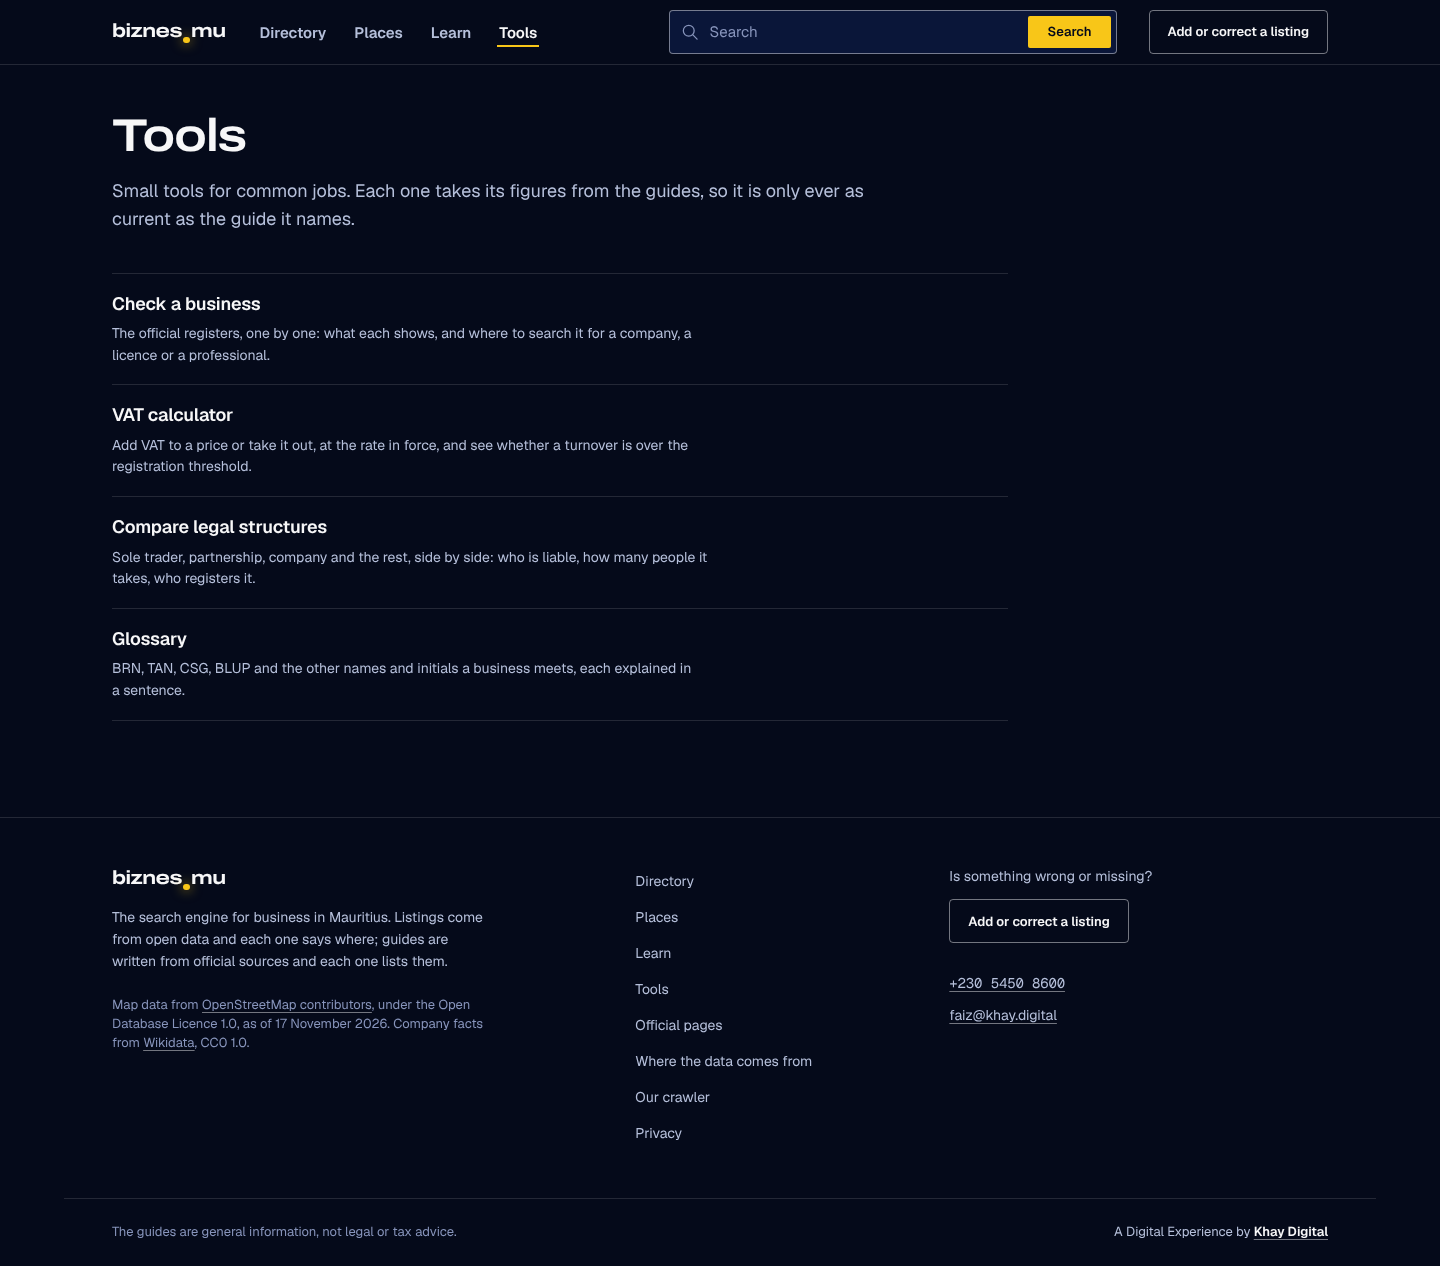 biznes.mu
Directory
Places
Learn
Tools
Search
Search
Add or correct a listing
Tools
Small tools for common jobs. Each one takes its figures from the guides, so it is only ever as
current as the guide it names.
Check a business
The official registers, one by one: what each shows, and where to search it for a company, a
licence or a professional.
VAT calculator
Add VAT to a price or take it out, at the rate in force, and see whether a turnover is over the
registration threshold.
Compare legal structures
Sole trader, partnership, company and the rest, side by side: who is liable, how many people it
takes, who registers it.
Glossary
BRN, TAN, CSG, BLUP and the other names and initials a business meets, each explained in
a sentence.
biznes.mu
The search engine for business in Mauritius. Listings come
from open data and each one says where; guides are
written from official sources and each one lists them.
Map data from OpenStreetMap contributors, under the Open
Database Licence 1.0, as of 17 November 2026. Company facts
from Wikidata, CC0 1.0.
Directory
Places
Learn
Tools
Official pages
Where the data comes from
Our crawler
Privacy
Is something wrong or missing?
Add or correct a listing
+230 5450 8600
faiz@khay.digital
The guides are general information, not legal or tax advice.
A Digital Experience by Khay Digital